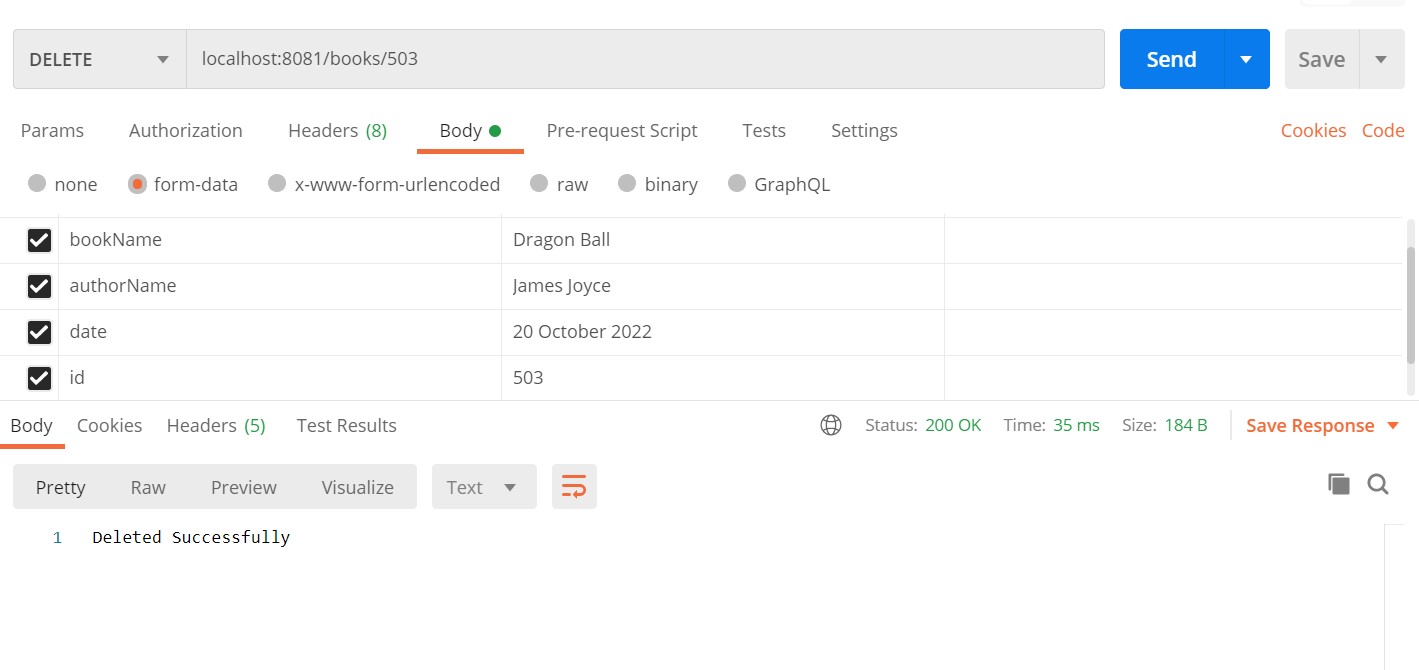 DELETE localhost:8081/books/503 Send Save
Params Authorization Headers (8) Body Pre-request Script Tests Settings Cookies Code
none form-data x-www-form-urlencoded raw binary GraphQL
bookName Dragon Ball
authorName James Joyce
date 20 October 2022
id 503
Body Cookies Headers (5) Test Results Status: 200 OK Time: 35 ms Size: 184 B Save Response
Pretty Raw Preview Visualize Text
1 Deleted Successfully